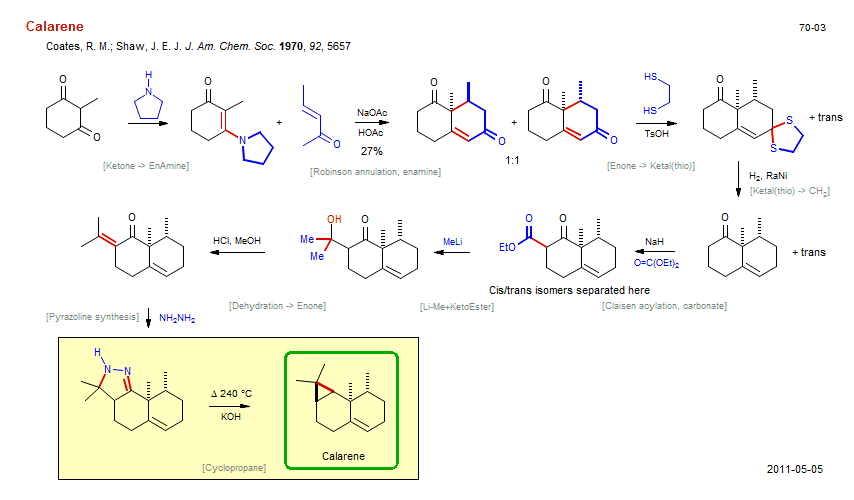 Calarene
70-03
Coates, R. M.; Shaw, J. E. J. J. Am. Chem. Soc. 1970, 92, 5657
O
O
H
N
O
N
+
O
NaOAc
HOAc
27%
O
O
+
O
O
1:1
HS
HS
TsOH
O
S
S
+ trans
[Ketone -> EnAmine]
[Robinson annulation, enamine]
[Enone -> Ketal(thio)]
H2, RaNi
[Ketal(thio) -> CH2]
O
HCl, MeOH
OH
O
Me
Me
MeLi
O
O
EtO
NaH
O=C(OEt)2
O
+ trans
Cis/trans isomers separated here
[Dehydration -> Enone]
[Li-Me+KetoEster]
[Claisen acylation, carbonate]
[Pyrazoline synthesis]
NH2NH2
H
N
N
Δ 240 °C
KOH
[Cyclopropane]
Calarene
2011-05-05